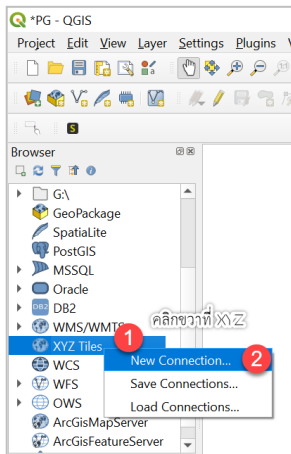 *PG - QGIS
Project Edit View Layer Settings Plugins
S
Browser
G:\
GeoPackage
SpatiaLite
PostGIS
MSSQL
Oracle
DB2 DB2
WMS/WMTS
1 คลิกขวาที่ XYZ
XYZ Tiles
New Connection... 2
WCS
Save Connections...
WFS
Load Connections...
OWS
ArcGisMapServer
ArcGisFeatureServer